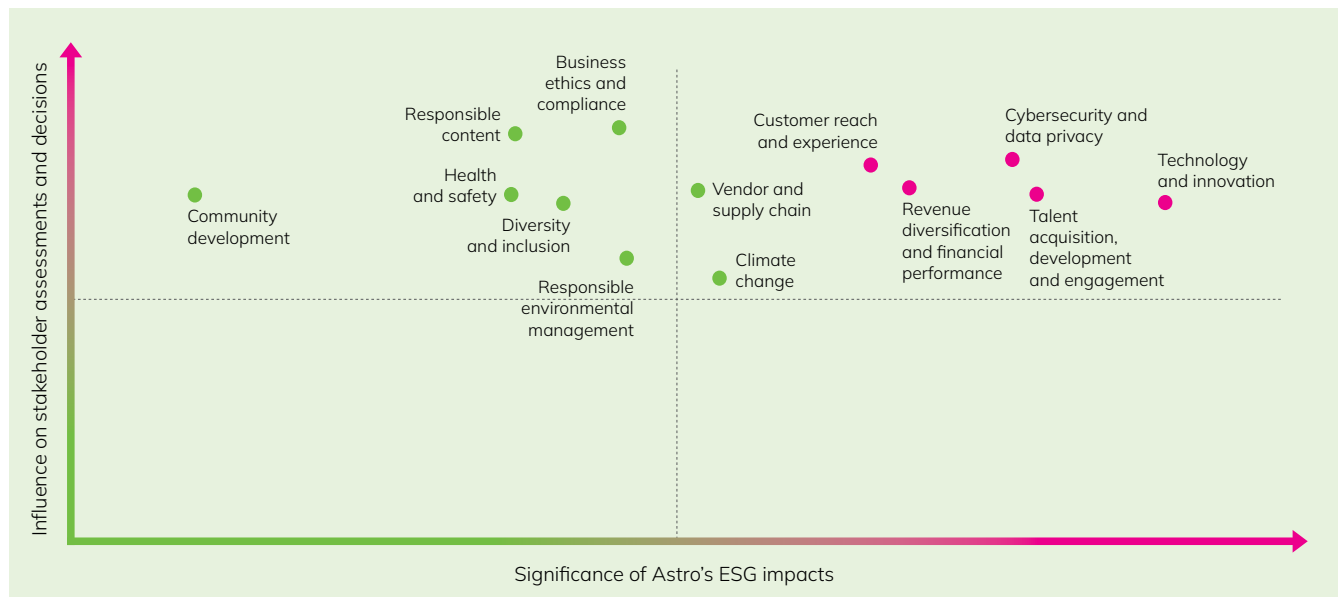 Influence on stakeholder assessments and decisions
Business
ethics and
compliance
Responsible
content
Health
and safety
Community
development
Diversity
and inclusion
Responsible
environmental
management
Customer reach
and experience
Vendor and
supply chain
Climate
change
Revenue
diversification
and financial
performance
Cybersecurity and
data privacy
Talent
acquisition,
development
and engagement
Technology
and innovation
Significance of Astro’s ESG impacts